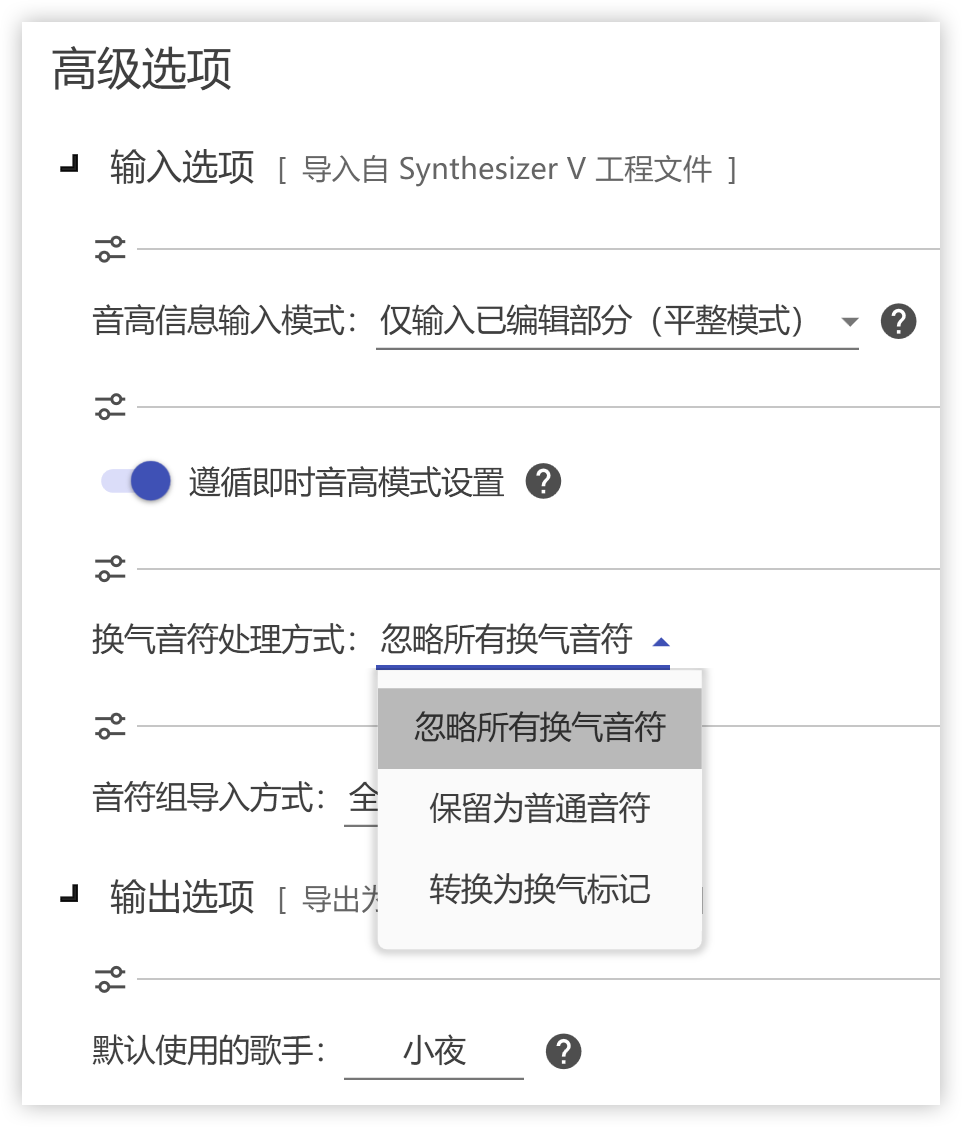 高级选项
输入选项 [ 导入自 Synthesizer V 工程文件 ]
音高信息输入模式： 仅输入已编辑部分（平整模式）
遵循即时音高模式设置
换气音符处理方式： 忽略所有换气音符
忽略所有换气音符
音符组导入方式： 全
保留为普通音符
转换为换气标记
输出选项 [ 导出为
默认使用的歌手： 小夜